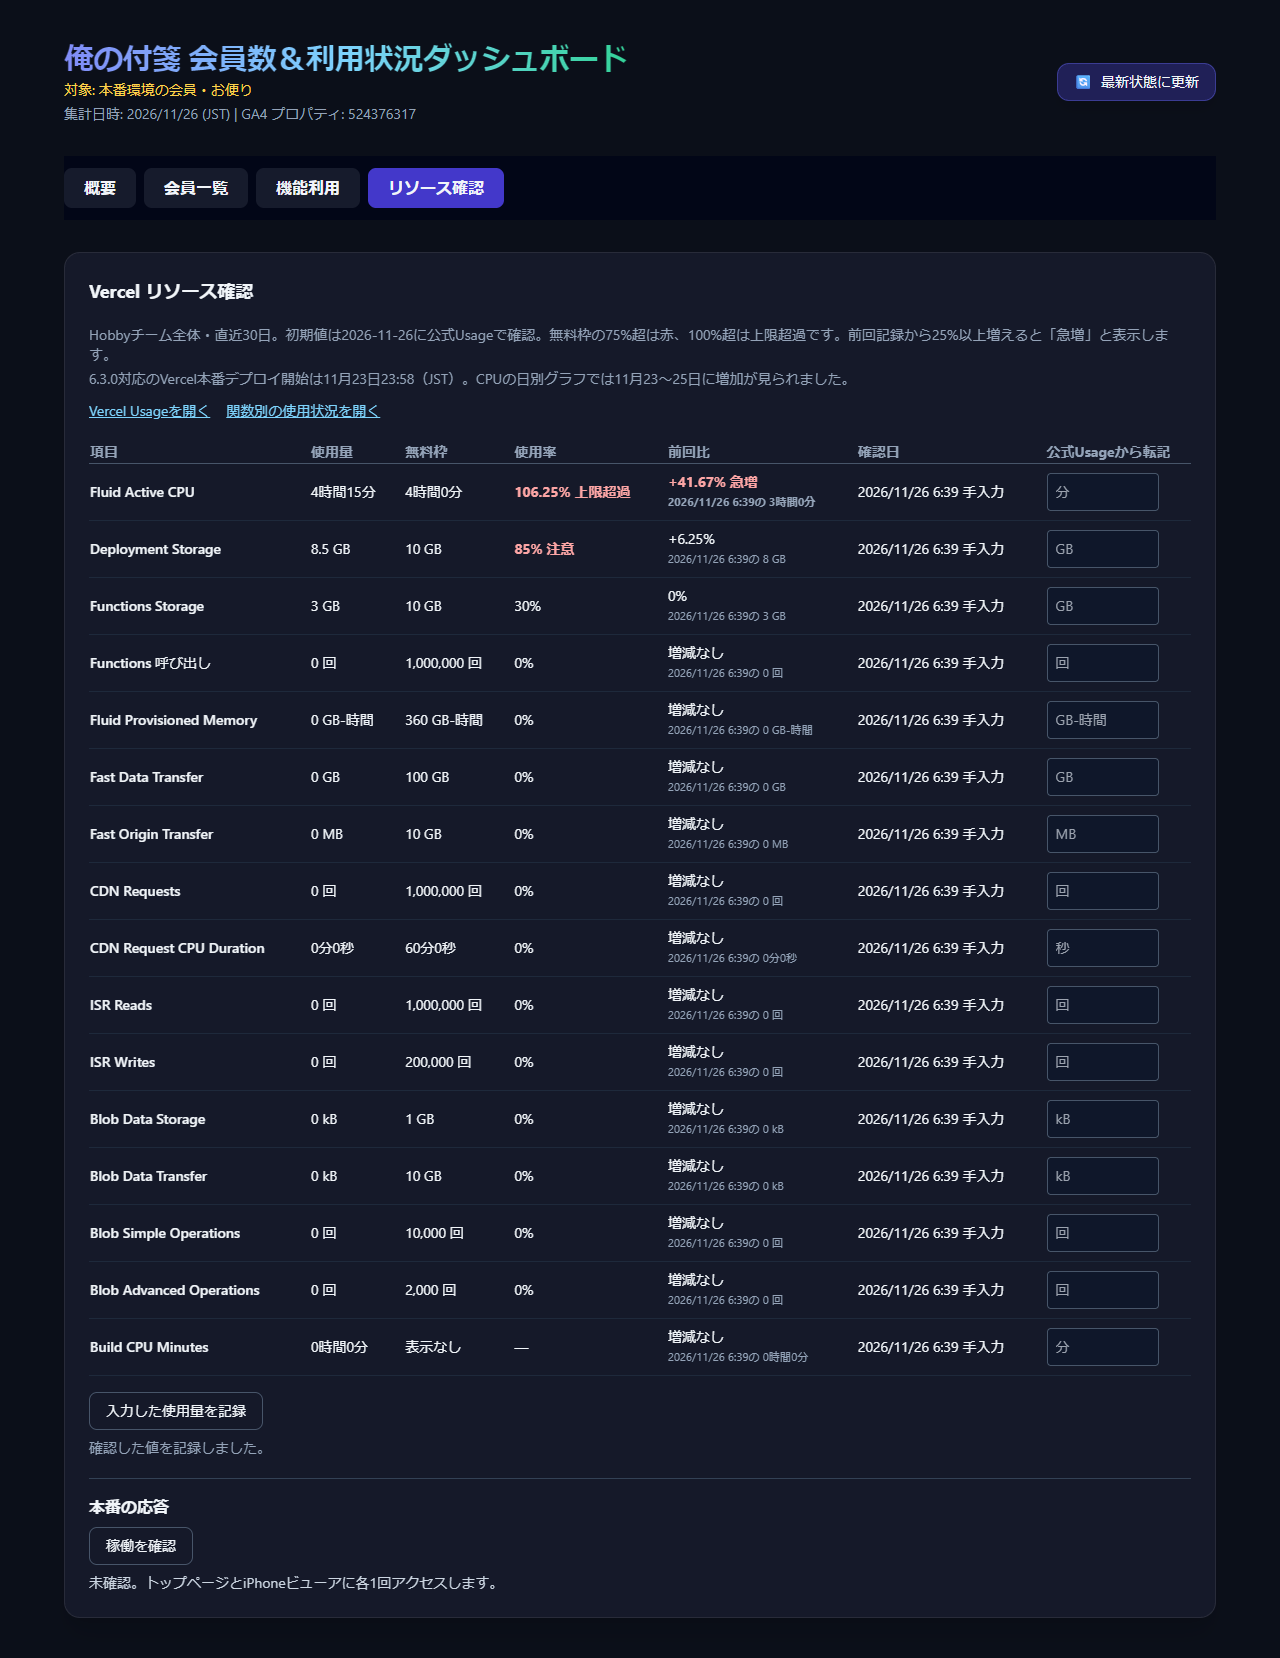 俺の付箋 会員数&利用状況ダッシュボード
対象: 本番環境の会員・お便り
集計日時: 2026/11/26 (JST) | GA4 プロパティ: 524376317
最新状態に更新
概要 会員一覧 機能利用 リソース確認
Vercel リソース確認
Hobbyチーム全体・直近30日。初期値は2026-11-26に公式Usageで確認。無料枠の75%超は赤、100%超は上限超過です。前回記録から25%以上増えると「急増」と表示しま
す。
6.3.0対応のVercel本番デプロイ開始は11月23日23:58（JST）。CPUの日別グラフでは11月23〜25日に増加が見られました。
Vercel Usageを開く 関数別の使用状況を開く
項目 使用量 無料枠 使用率 前回比 確認日 公式Usageから転記
Fluid Active CPU 4時間15分 4時間0分 106.25% 上限超過 +41.67% 急増 2026/11/26 6:39 手入力 分
2026/11/26 6:39の 3時間0分
Deployment Storage 8.5 GB 10 GB 85% 注意 +6.25% 2026/11/26 6:39 手入力 GB
2026/11/26 6:39の 8 GB
Functions Storage 3 GB 10 GB 30% 0% 2026/11/26 6:39 手入力 GB
2026/11/26 6:39の 3 GB
Functions 呼び出し 0 回 1,000,000 回 0% 増減なし 2026/11/26 6:39 手入力 回
2026/11/26 6:39の 0 回
Fluid Provisioned Memory 0 GB-時間 360 GB-時間 0% 増減なし 2026/11/26 6:39 手入力 GB-時間
2026/11/26 6:39の 0 GB-時間
Fast Data Transfer 0 GB 100 GB 0% 増減なし 2026/11/26 6:39 手入力 GB
2026/11/26 6:39の 0 GB
Fast Origin Transfer 0 MB 10 GB 0% 増減なし 2026/11/26 6:39 手入力 MB
2026/11/26 6:39の 0 MB
CDN Requests 0 回 1,000,000 回 0% 増減なし 2026/11/26 6:39 手入力 回
2026/11/26 6:39の 0 回
CDN Request CPU Duration 0分0秒 60分0秒 0% 増減なし 2026/11/26 6:39 手入力 秒
2026/11/26 6:39の 0分0秒
ISR Reads 0 回 1,000,000 回 0% 増減なし 2026/11/26 6:39 手入力 回
2026/11/26 6:39の 0 回
ISR Writes 0 回 200,000 回 0% 増減なし 2026/11/26 6:39 手入力 回
2026/11/26 6:39の 0 回
Blob Data Storage 0 kB 1 GB 0% 増減なし 2026/11/26 6:39 手入力 kB
2026/11/26 6:39の 0 kB
Blob Data Transfer 0 kB 10 GB 0% 増減なし 2026/11/26 6:39 手入力 kB
2026/11/26 6:39の 0 kB
Blob Simple Operations 0 回 10,000 回 0% 増減なし 2026/11/26 6:39 手入力 回
2026/11/26 6:39の 0 回
Blob Advanced Operations 0 回 2,000 回 0% 増減なし 2026/11/26 6:39 手入力 回
2026/11/26 6:39の 0 回
Build CPU Minutes 0時間0分 表示なし — 増減なし 2026/11/26 6:39 手入力 分
2026/11/26 6:39の 0時間0分
入力した使用量を記録
確認した値を記録しました。
本番の応答
稼働を確認
未確認。トップページとiPhoneビューアに各1回アクセスします。